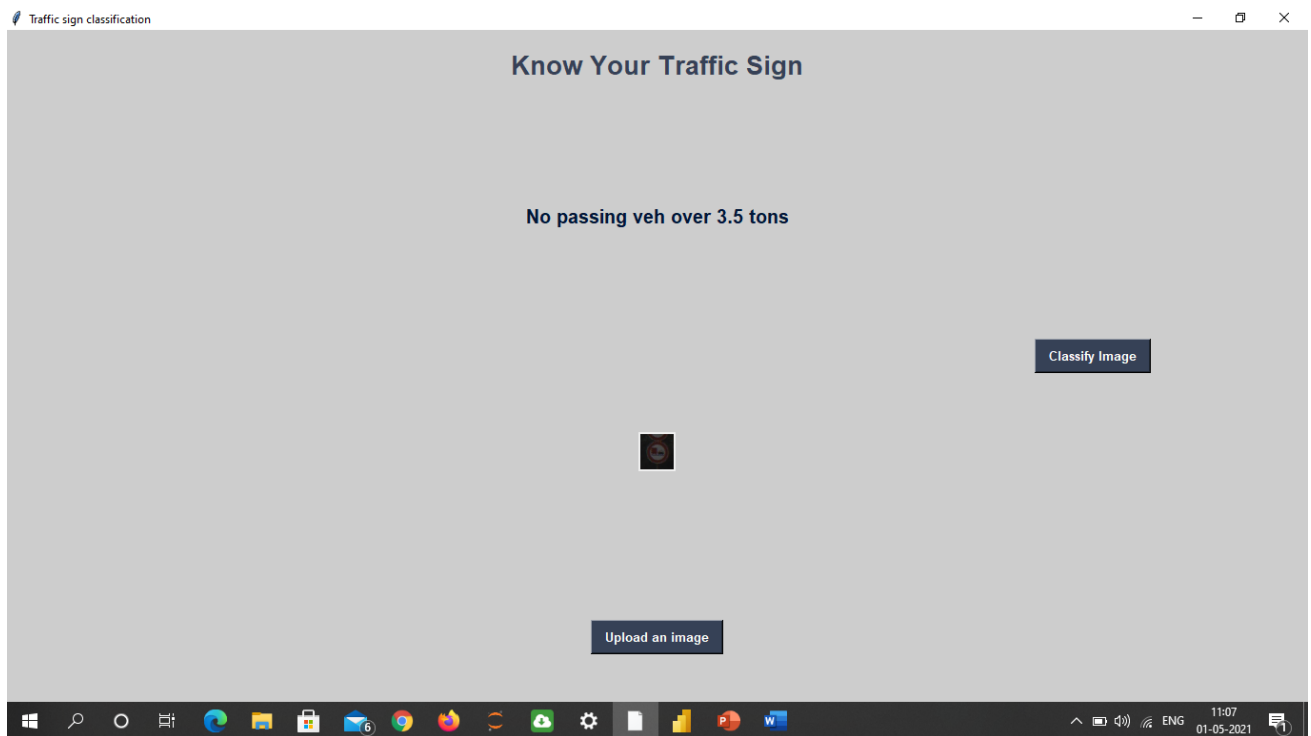 Traffic sign classification
Know Your Traffic Sign
No passing veh over 3.5 tons
Classify Image
Upload an image
6
P
W
ENG
11:07
01-05-2021
1